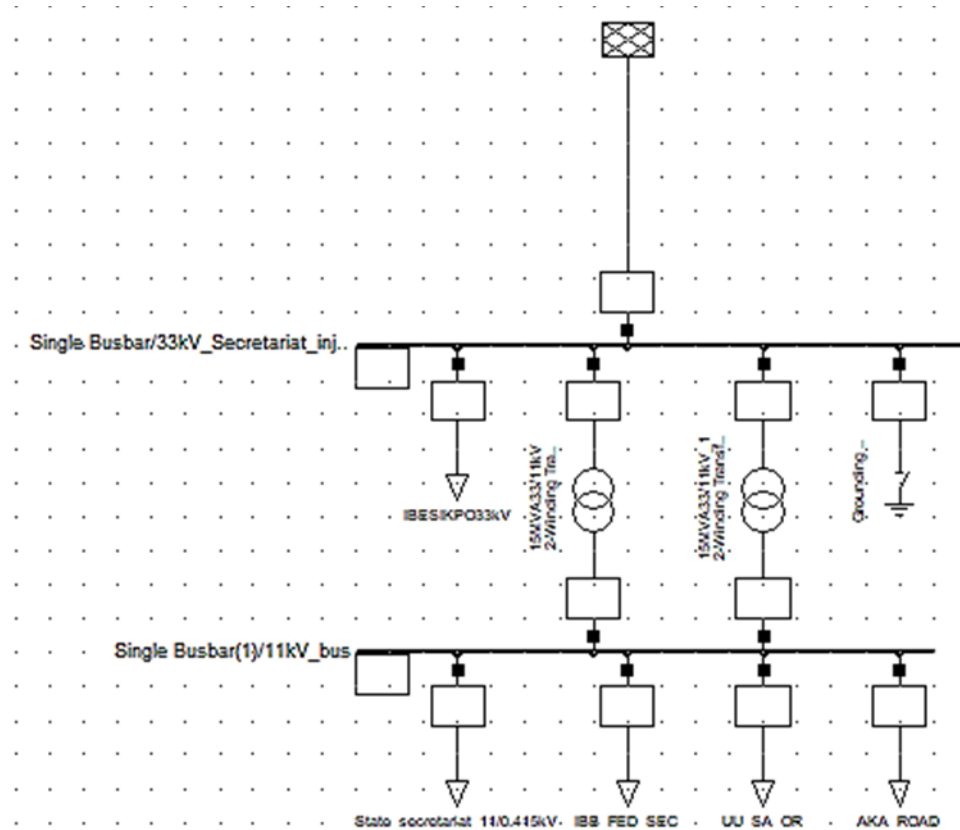 Single Busbar/33kV_Secretariat_inj..
15MVA33/11kV
2-Winding Tra..
15MVA33/11kV_1
2-Winding Transf..
Grounding_..
IBESIKPO33kV
Single Busbar(1)/11kV_bus
State secretariat 11/0.415kV
IBB FED SEC
UU SA OR
AKA ROAD